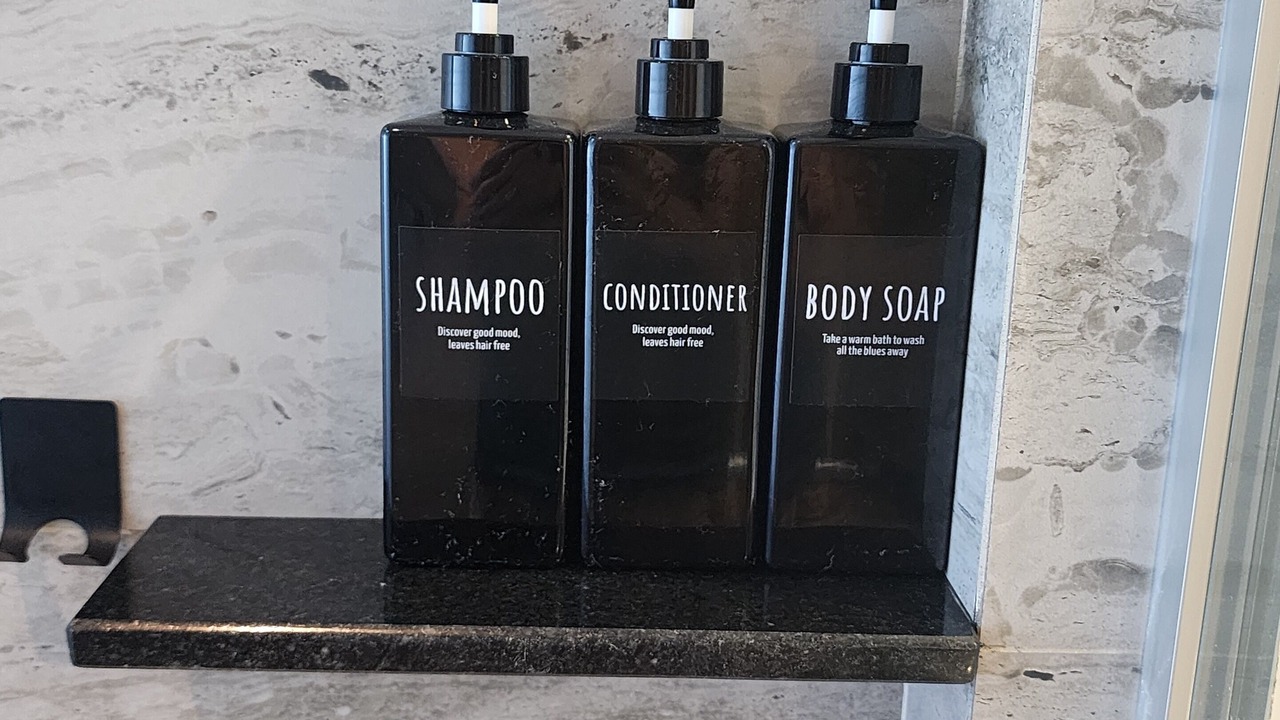 SHAMPOO
Discover good mood,
leaves hair free
CONDITIONER
Discover good mood,
leaves hair free
BODY SOAP
Take a warm bath to wash
all the blues away